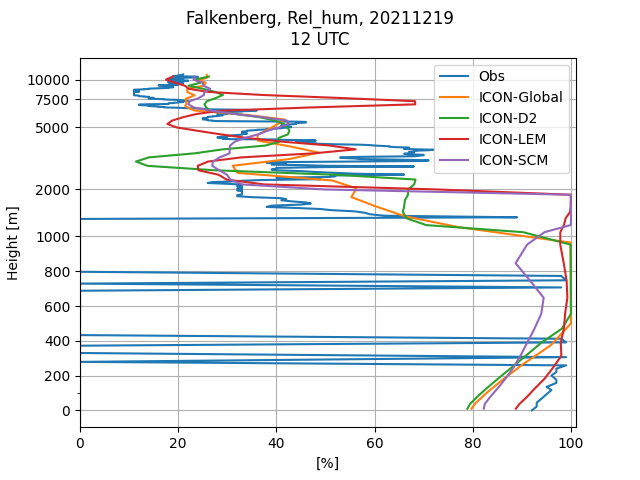 Falkenberg, Rel_hum, 20211219
12 UTC
Obs
ICON-Global
ICON-D2
ICON-LEM
ICON-SCM
10000
7500
5000
2000
1000
800
600
400
200
0
Height [m]
0 20 40 60 80 100
[%]